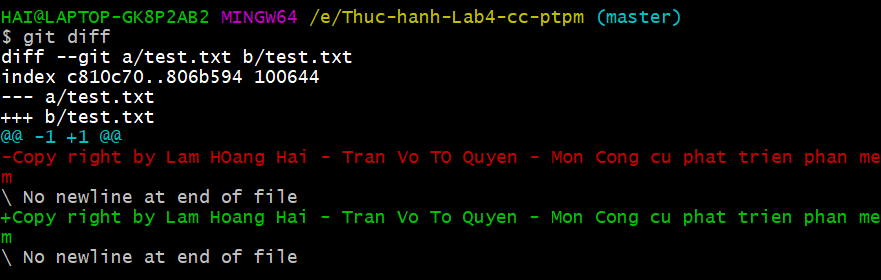 HAI@LAPTOP-GK8P2AB2 MINGW64 /e/Thuc-hanh-Lab4-cc-ptpm (master)
$ git diff
diff --git a/test.txt b/test.txt
index c810c70..806b594 100644
--- a/test.txt
+++ b/test.txt
@@ -1 +1 @@
-Copy right by Lam HOang Hai - Tran Vo TO Quyen - Mon Cong cu phat trien phan me
m
\ No newline at end of file
+Copy right by Lam Hoang Hai - Tran Vo To Quyen - Mon Cong cu phat trien phan me
m
\ No newline at end of file